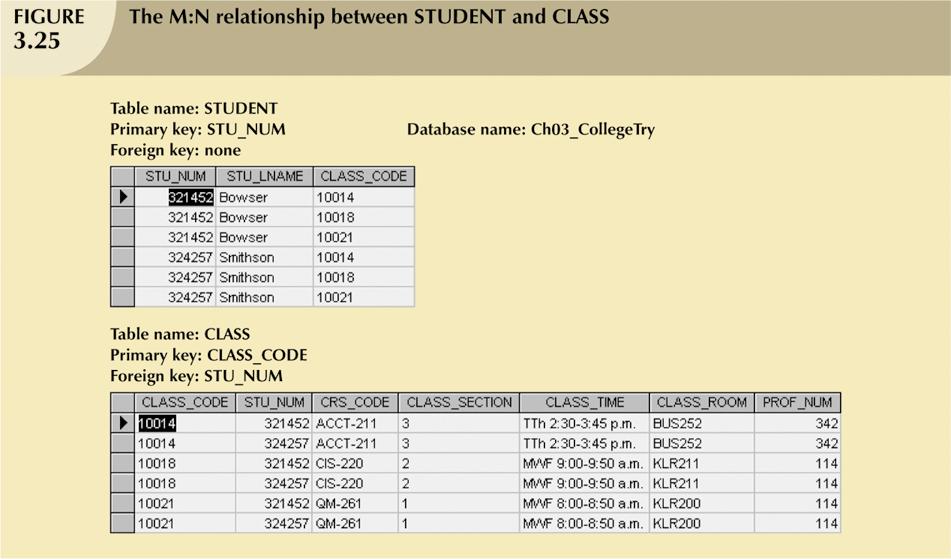 FIGURE 3.25
The M:N relationship between STUDENT and CLASS
Table name: STUDENT
Primary key: STU_NUM Database name: Ch03_CollegeTry
Foreign key: none
STU_NUM STU_LNAME CLASS_CODE
321452 Bowser 10014
321452 Bowser 10018
321452 Bowser 10021
324257 Smithson 10014
324257 Smithson 10018
324257 Smithson 10021
Table name: CLASS
Primary key: CLASS_CODE
Foreign key: STU_NUM
CLASS_CODE STU_NUM CRS_CODE CLASS_SECTION CLASS_TIME CLASS_ROOM PROF_NUM
10014 321452 ACCT-211 3 TTh 2:30-3:45 p.m. BUS252 342
10014 324257 ACCT-211 3 TTh 2:30-3:45 p.m. BUS252 342
10018 321452 CIS-220 2 MWF 9:00-9:50 a.m. KLR211 114
10018 324257 CIS-220 2 MWF 9:00-9:50 a.m. KLR211 114
10021 321452 QM-261 1 MWF 8:00-8:50 a.m. KLR200 114
10021 324257 QM-261 1 MWF 8:00-8:50 a.m. KLR200 114